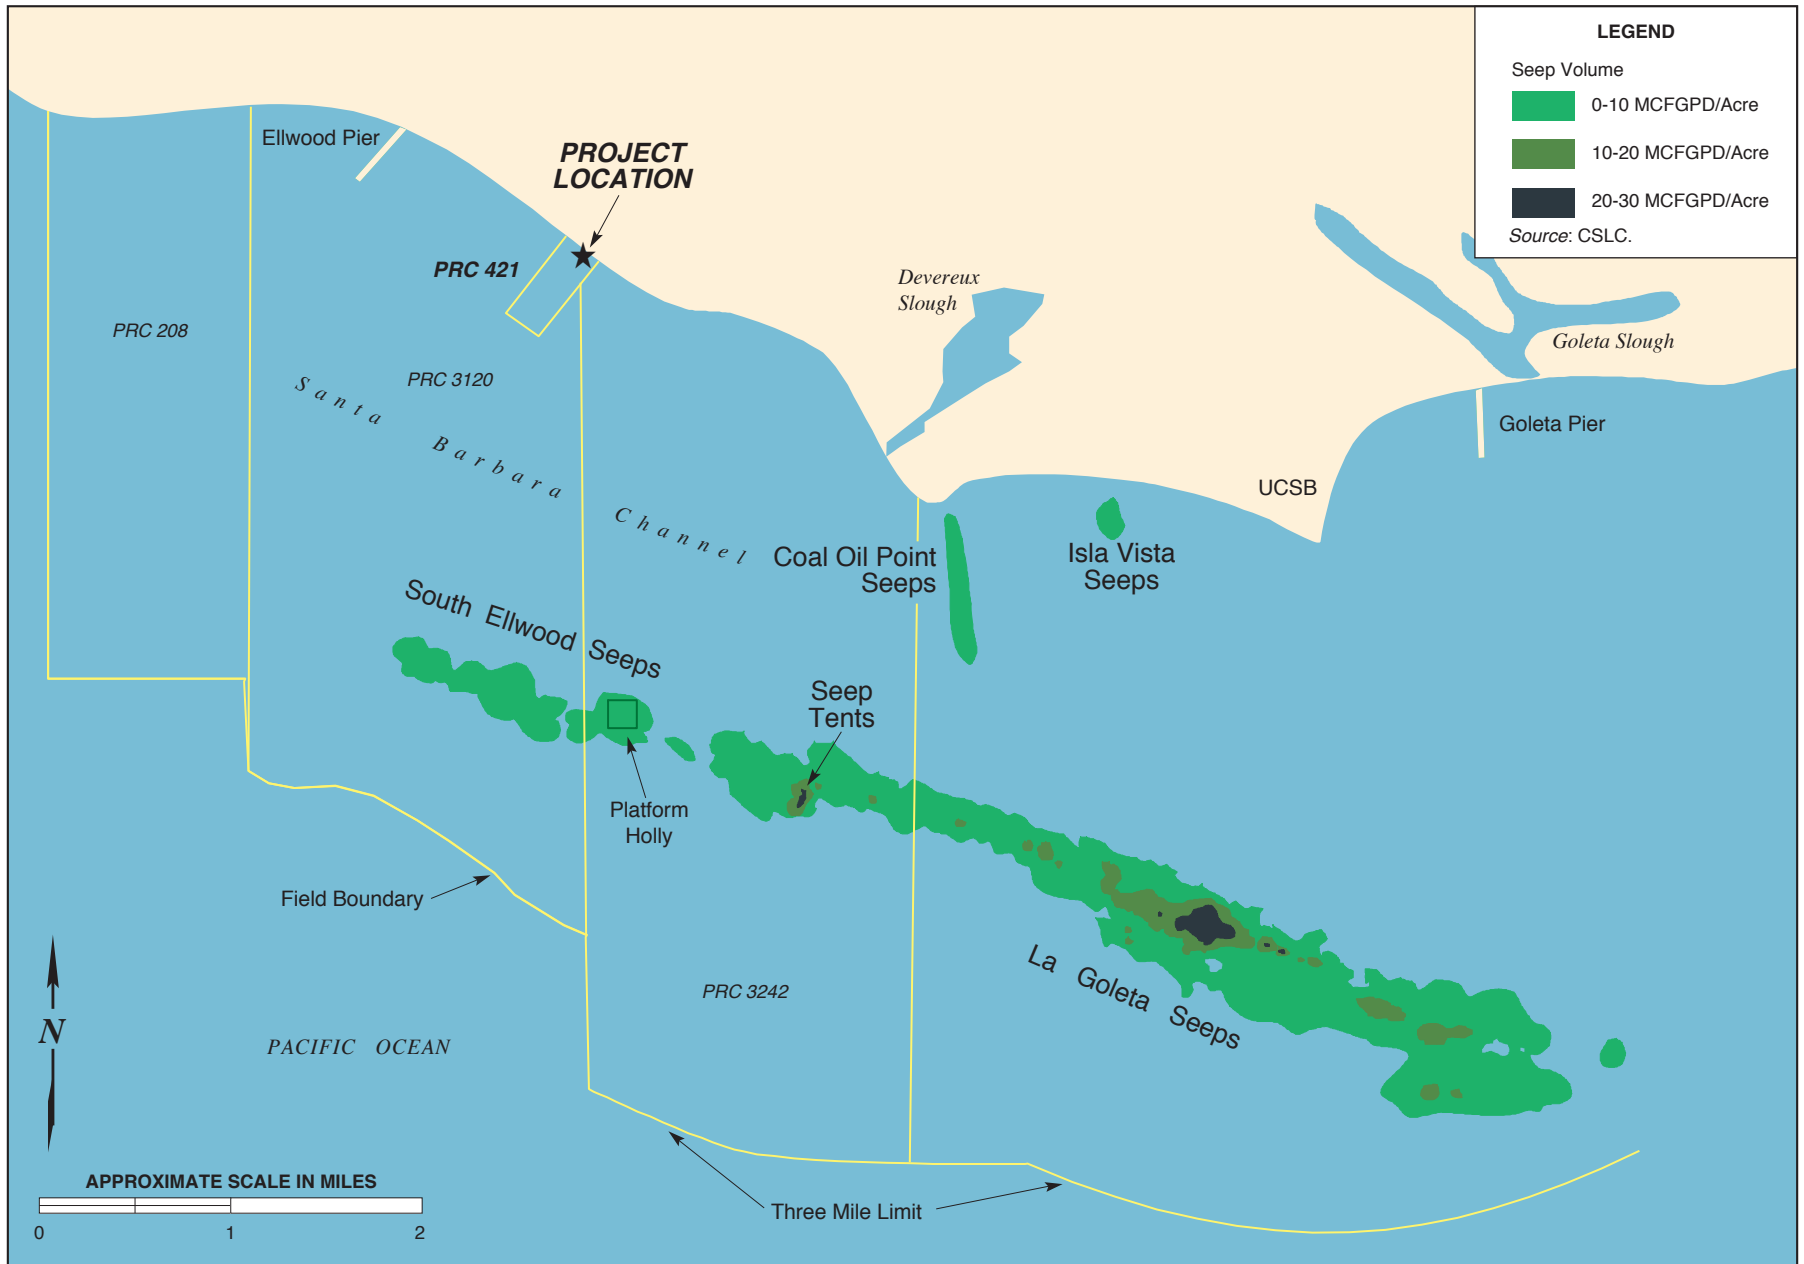 LEGEND
Seep Volume
0-10 MCFGPD/Acre
10-20 MCFGPD/Acre
20-30 MCFGPD/Acre
Source: CSLC.
Ellwood Pier
PROJECT
LOCATION
PRC 421
Devereux
Slough
PRC 208
Goleta Slough
PRC 3120
Santa Barbara Channel
Goleta Pier
UCSB
Coal Oil Point
Seeps
Isla Vista
Seeps
South Ellwood Seeps
Seep
Tents
Platform
Holly
Field Boundary
La Goleta Seeps
PRC 3242
N
PACIFIC OCEAN
APPROXIMATE SCALE IN MILES
0 1 2
Three Mile Limit